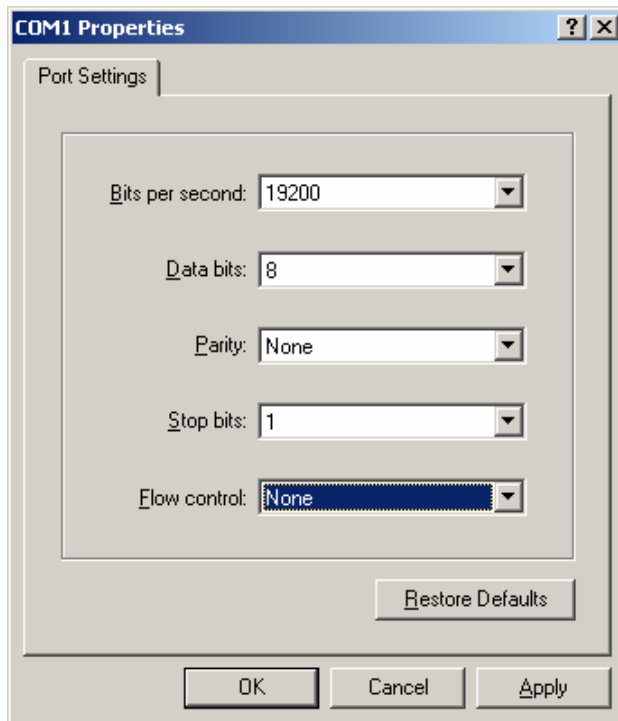 COM1 Properties
Port Settings
Bits per second: 19200
Data bits: 8
Parity: None
Stop bits: 1
Flow control: None
Restore Defaults
OK Cancel Apply